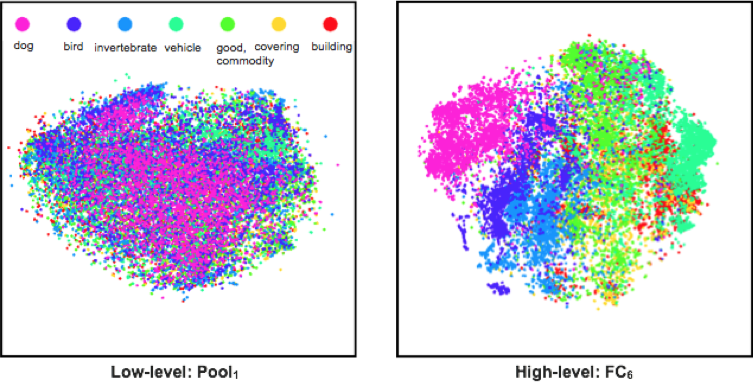 dog bird invertebrate vehicle good, covering building
commodity
Low-level: Pool₁
High-level: FC₆